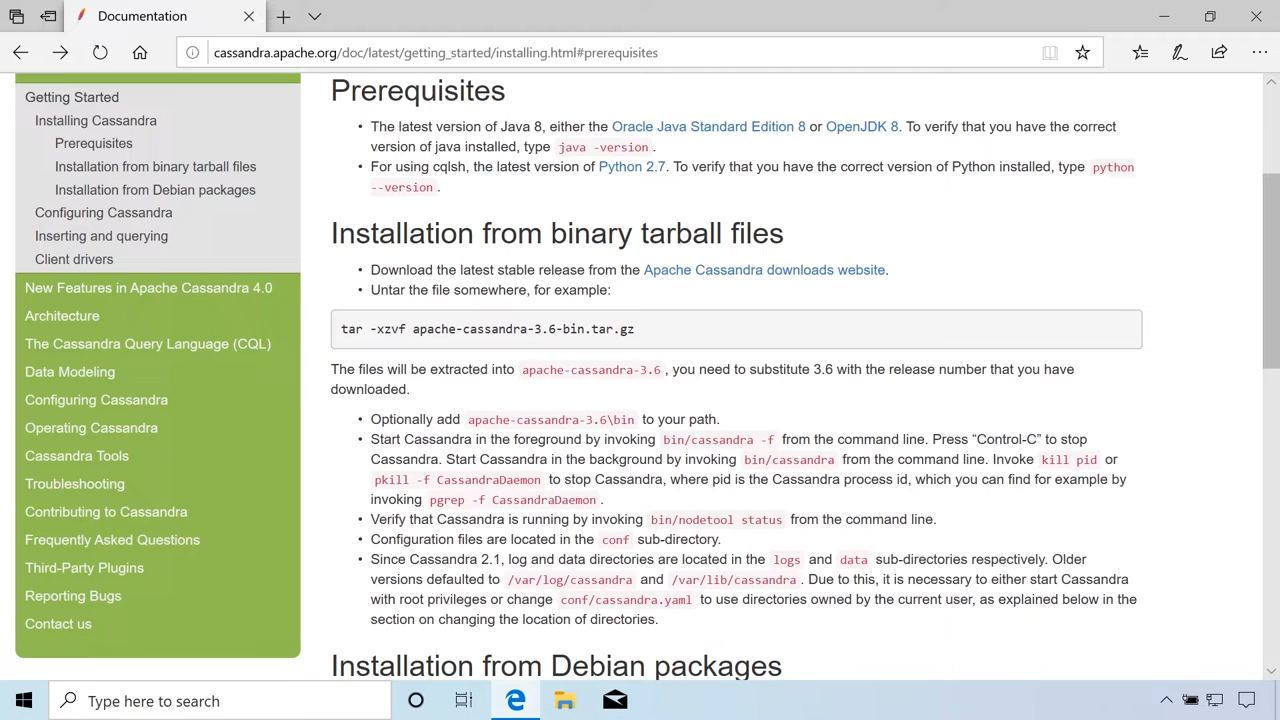 Documentation
cassandra.apache.org/doc/latest/getting_started/installing.html#prerequisites
Getting Started
Installing Cassandra
Prerequisites
Installation from binary tarball files
Installation from Debian packages
Configuring Cassandra
Inserting and querying
Client drivers
New Features in Apache Cassandra 4.0
Architecture
The Cassandra Query Language (CQL)
Data Modeling
Configuring Cassandra
Operating Cassandra
Cassandra Tools
Troubleshooting
Contributing to Cassandra
Frequently Asked Questions
Third-Party Plugins
Reporting Bugs
Contact us
Prerequisites
• The latest version of Java 8, either the Oracle Java Standard Edition 8 or OpenJDK 8. To verify that you have the correct
version of java installed, type java -version.
• For using cqlsh, the latest version of Python 2.7. To verify that you have the correct version of Python installed, type python
--version.
Installation from binary tarball files
• Download the latest stable release from the Apache Cassandra downloads website.
• Untar the file somewhere, for example:
tar -xzvf apache-cassandra-3.6-bin.tar.gz
The files will be extracted into apache-cassandra-3.6, you need to substitute 3.6 with the release number that you have
downloaded.
• Optionally add apache-cassandra-3.6\bin to your path.
• Start Cassandra in the foreground by invoking bin/cassandra -f from the command line. Press “Control-C” to stop
Cassandra. Start Cassandra in the background by invoking bin/cassandra from the command line. Invoke kill pid or
pkill -f CassandraDaemon to stop Cassandra, where pid is the Cassandra process id, which you can find for example by
invoking pgrep -f CassandraDaemon.
• Verify that Cassandra is running by invoking bin/nodetool status from the command line.
• Configuration files are located in the conf sub-directory.
• Since Cassandra 2.1, log and data directories are located in the logs and data sub-directories respectively. Older
versions defaulted to /var/log/cassandra and /var/lib/cassandra. Due to this, it is necessary to either start Cassandra
with root privileges or change conf/cassandra.yaml to use directories owned by the current user, as explained below in the
section on changing the location of directories.
Installation from Debian packages
Type here to search